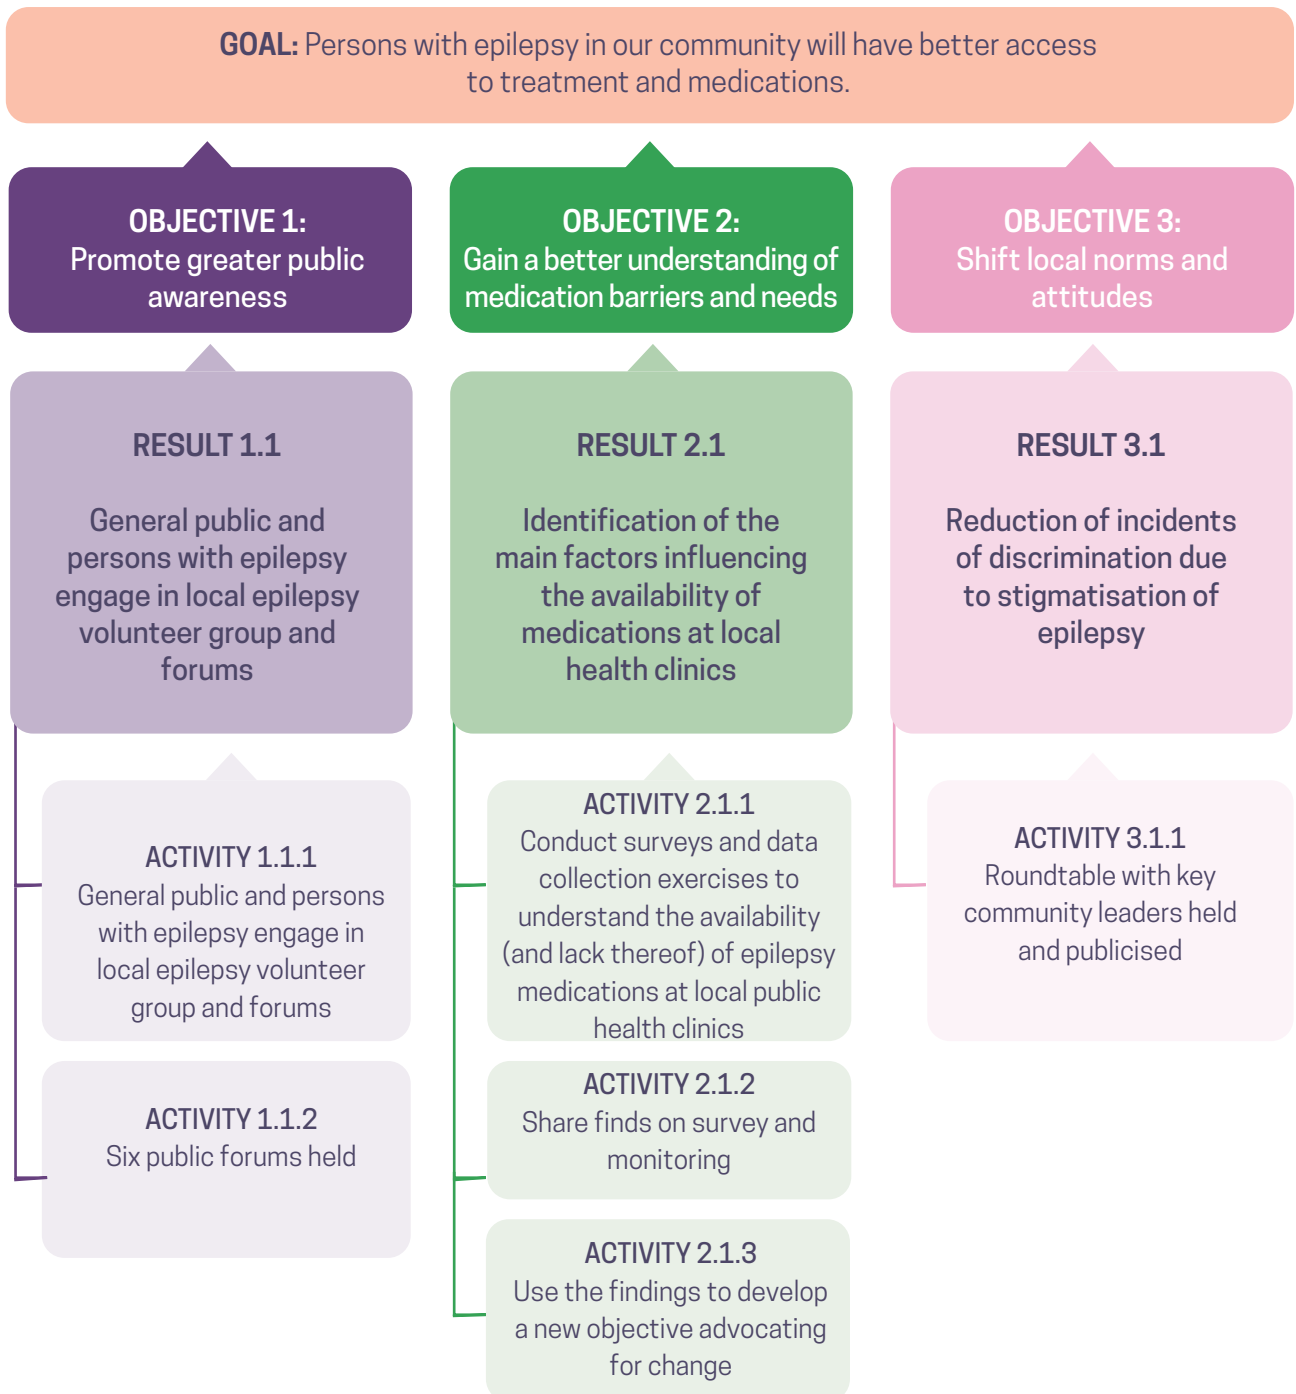 GOAL: Persons with epilepsy in our community will have better access
to treatment and medications.
OBJECTIVE 1:
Promote greater public
awareness
OBJECTIVE 2:
Gain a better understanding of
medication barriers and needs
OBJECTIVE 3:
Shift local norms and
attitudes
RESULT 1.1
General public and
persons with epilepsy
engage in local epilepsy
volunteer group and
forums
RESULT 2.1
Identification of the
main factors influencing
the availability of
medications at local
health clinics
RESULT 3.1
Reduction of incidents
of discrimination due
to stigmatisation of
epilepsy
ACTIVITY 1.1.1
General public and persons
with epilepsy engage in
local epilepsy volunteer
group and forums
ACTIVITY 1.1.2
Six public forums held
ACTIVITY 2.1.1
Conduct surveys and data
collection exercises to
understand the availability
(and lack thereof) of epilepsy
medications at local public
health clinics
ACTIVITY 2.1.2
Share finds on survey and
monitoring
ACTIVITY 2.1.3
Use the findings to develop
a new objective advocating
for change
ACTIVITY 3.1.1
Roundtable with key
community leaders held
and publicised